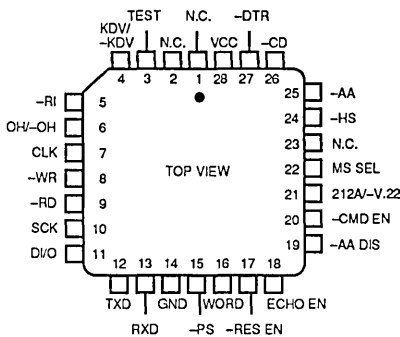 TEST N.C. –DTR
KDV/
–KDV N.C. VCC –CD
4 3 2 1 28 27 26
–RI 5 25 –AA
OH/–OH 6 24 –HS
CLK 7 23 N.C.
–WR 8 TOP VIEW 22 MS SEL
–RD 9 21 212A/–V.22
SCK 10 20 –CMD EN
DI/O 11 19 –AA DIS
12 13 14 15 16 17 18
TXD GND WORD ECHO EN
RXD –PS –RES EN